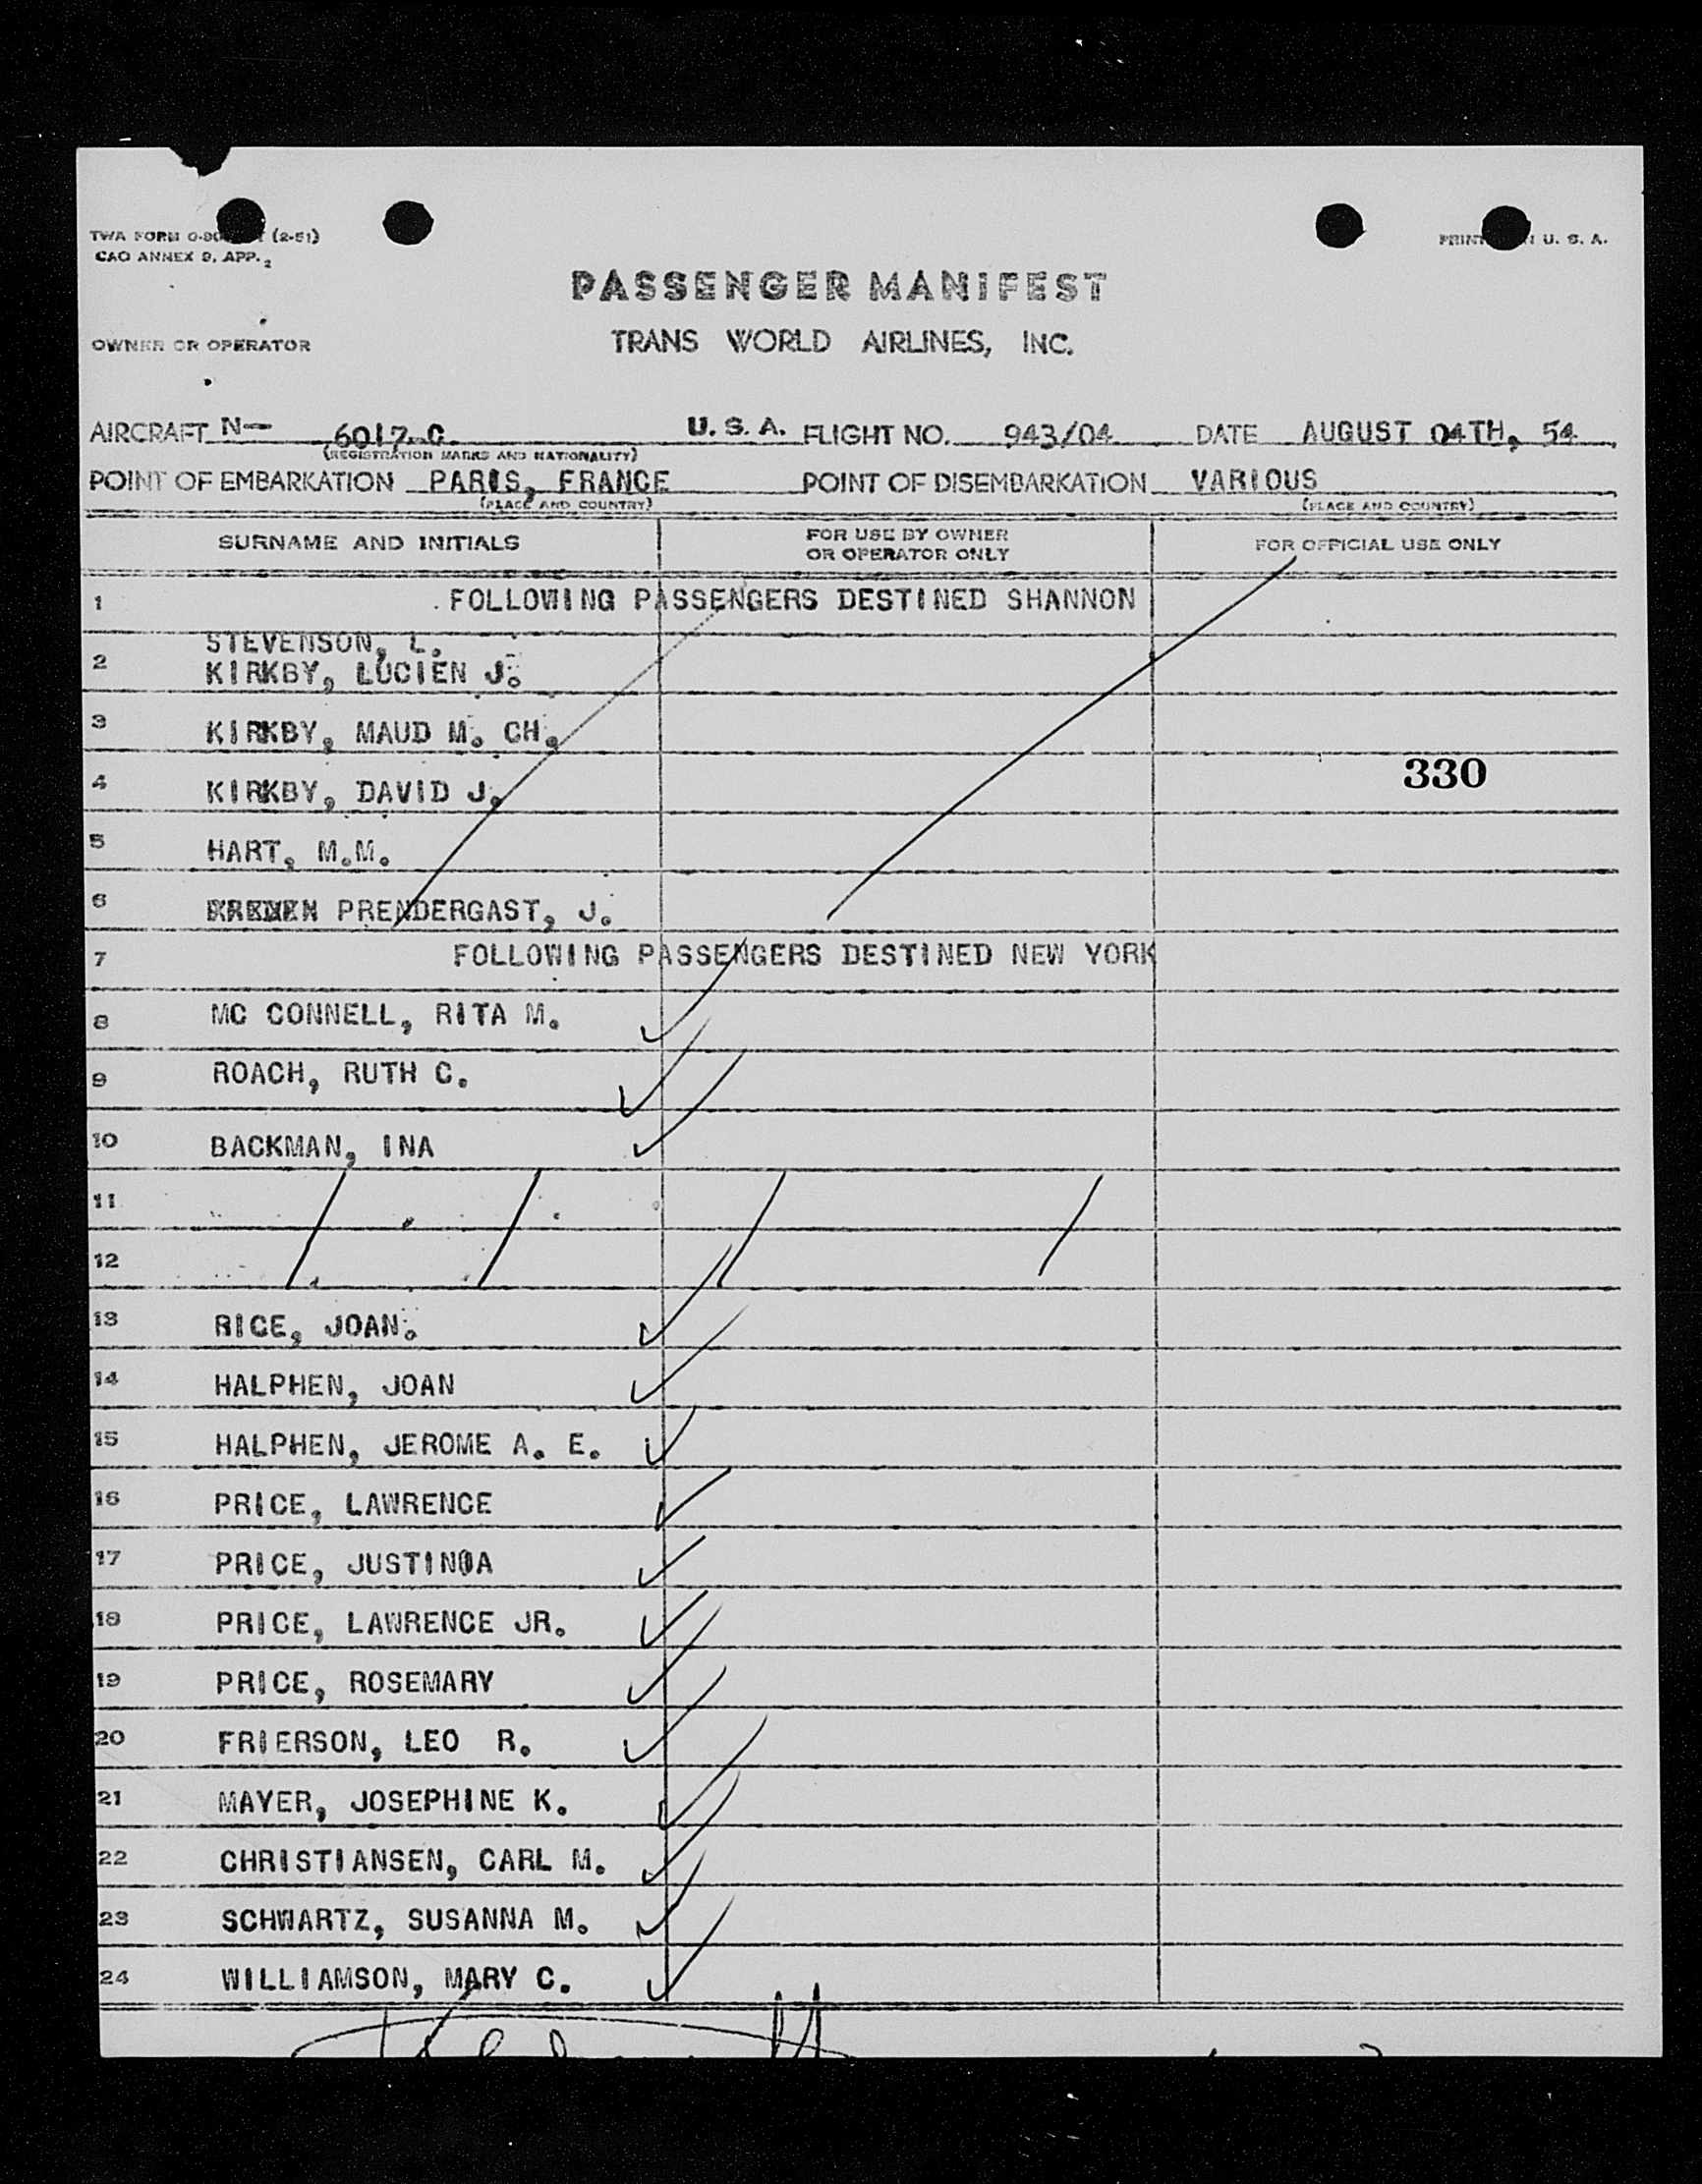 TWA FORM (2-51)
CAO ANNEX 9, APP. 2
U. S. A.
PASSENGER MANIFEST
OWNER OR OPERATOR
TRANS WORLD AIRLINES, INC.
AIRCRAFT N- 6017-C U. S. A. FLIGHT NO. 943/04 DATE AUGUST 04TH, 54
(REGISTRATION MARKS AND NATIONALITY)
POINT OF EMBARKATION PARIS, FRANCE POINT OF DISEMBARKATION VARIOUS
(PLACE AND COUNTRY) (PLACE AND COUNTRY)
SURNAME AND INITIALS FOR USE BY OWNER OR OPERATOR ONLY FOR OFFICIAL USE ONLY
1 FOLLOWING PASSENGERS DESTINED SHANNON
STEVENSON, L.
2 KIRKBY, LUCIEN J.
3 KIRKBY, MAUD M. CH.
4 KIRKBY, DAVID J. 330
5 HART, M.M.
6 PRENDERGAST, J.
7 FOLLOWING PASSENGERS DESTINED NEW YORK
8 MC CONNELL, RITA M.
9 ROACH, RUTH C.
10 BACKMAN, INA
11
12
13 RICE, JOAN.
14 HALPHEN, JOAN
15 HALPHEN, JEROME A. E.
16 PRICE, LAWRENCE
17 PRICE,
18 PRICE, LAWRENCE JR.
19 PRICE, ROSEMARY
20 FRIERSON, LEO R.
21 MAYER, JOSEPHINE K.
22 CHRISTIANSEN, CARL M.
23 SCHWARTZ, SUSANNA M.
24 WILLIAMSON, MARY C.